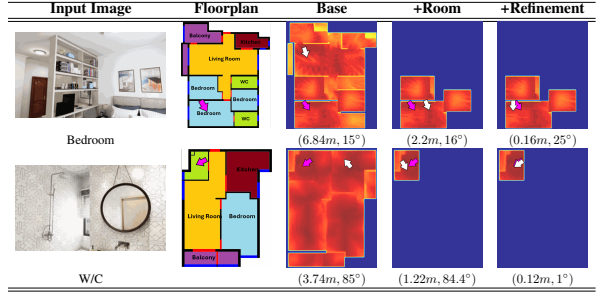 Input Image Floorplan Base +Room +Refinement
Balcony
Kitchen
Living Room
WC
Bedroom
Bedroom
Bedroom
WC
Bedroom (6.84m, 15°) (2.2m, 16°) (0.16m, 25°)
Kitchen
Living Room Bedroom
Balcony
W/C (3.74m, 85°) (1.22m, 84.4°) (0.12m, 1°)